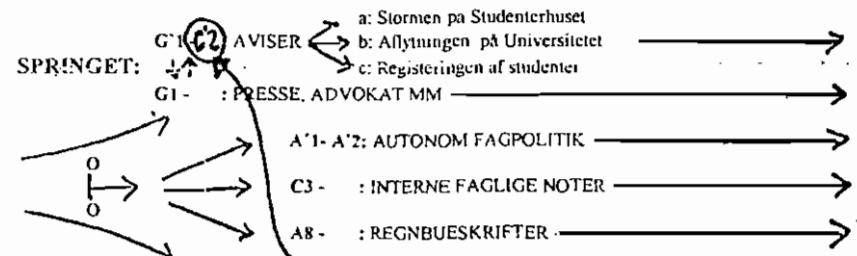 a: Stormen pa Studenterhuset
G'1 - C'2 AVISER b: Aflytningen på Universitetet
c: Registeringen af studenter
SPRINGET:
G1 - : PRESSE, ADVOKAT MM
A'1- A'2: AUTONOM FAGPOLITIK
O
C3 - : INTERNE FAGLIGE NOTER
O
A8 - : REGNBUESKRIFTER